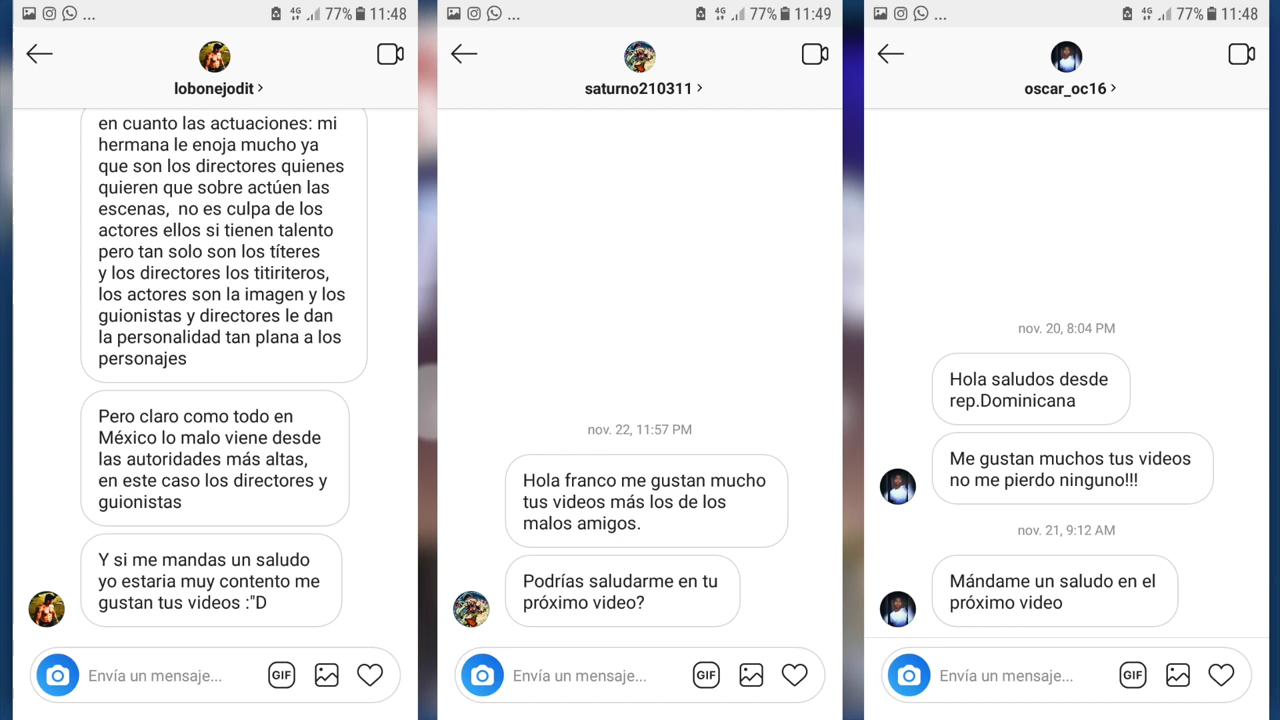 ... 4G 77% 11:48
lobonejodit >
en cuanto las actuaciones: mi
hermana le enoja mucho ya
que son los directores quienes
quieren que sobre actúen las
escenas,  no es culpa de los
actores ellos si tienen talento
pero tan solo son los títeres
y los directores los titiriteros,
los actores son la imagen y los
guionistas y directores le dan
la personalidad tan plana a los
personajes
Pero claro como todo en
México lo malo viene desde
las autoridades más altas,
en este caso los directores y
guionistas
Y si me mandas un saludo
yo estaria muy contento me
gustan tus videos :"D
Envía un mensaje... GIF
... 4G 77% 11:49
saturno210311 >
nov. 22, 11:57 PM
Hola franco me gustan mucho
tus videos más los de los
malos amigos.
Podrías saludarme en tu
próximo video?
Envía un mensaje... GIF
... 4G 77% 11:48
oscar_oc16 >
nov. 20, 8:04 PM
Hola saludos desde
rep.Dominicana
Me gustan muchos tus videos
no me pierdo ninguno!!!
nov. 21, 9:12 AM
Mándame un saludo en el
próximo video
Envía un mensaje... GIF